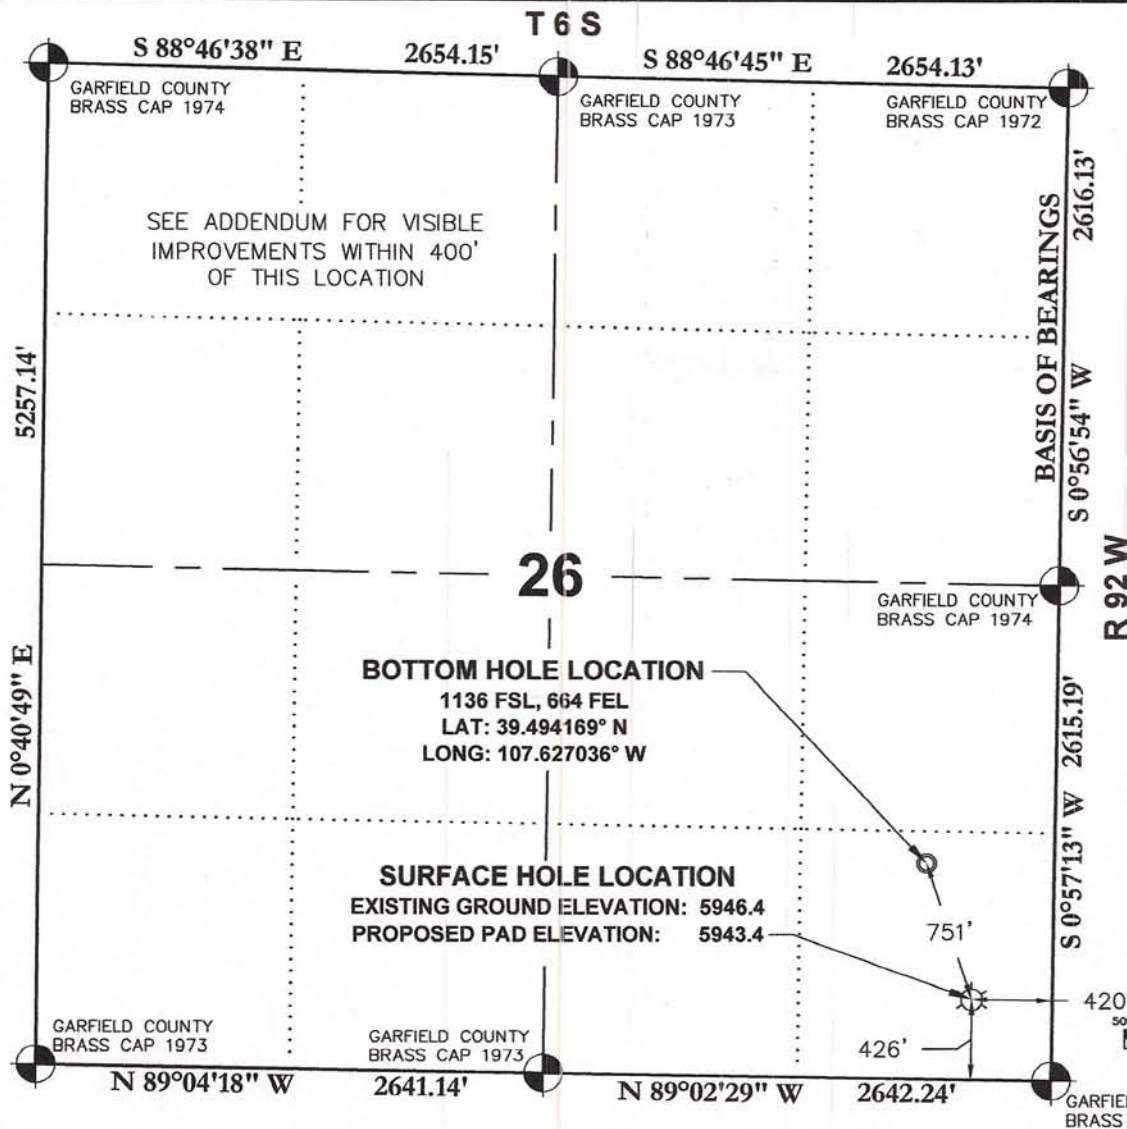 T 6 S
S 88°46'38" E 2654.15' S 88°46'45" E 2654.13'
GARFIELD COUNTY
BRASS CAP 1974
GARFIELD COUNTY
BRASS CAP 1973
GARFIELD COUNTY
BRASS CAP 1972
SEE ADDENDUM FOR VISIBLE
IMPROVEMENTS WITHIN 400'
OF THIS LOCATION
2616.13'
BASIS OF BEARINGS
S 0°56'54" W
5257.14'
N 0°40'49" E
26
R 92 W
GARFIELD COUNTY
BRASS CAP 1974
BOTTOM HOLE LOCATION
1136 FSL, 664 FEL
LAT: 39.494169° N
LONG: 107.627036° W
S 0°57'13" W 2615.19'
SURFACE HOLE LOCATION
EXISTING GROUND ELEVATION: 5946.4
PROPOSED PAD ELEVATION: 5943.4
751'
420
426'
GARFIELD COUNTY
BRASS CAP 1973
GARFIELD COUNTY
BRASS CAP 1973
N 89°04'18" W 2641.14' N 89°02'29" W 2642.24'
BRASS